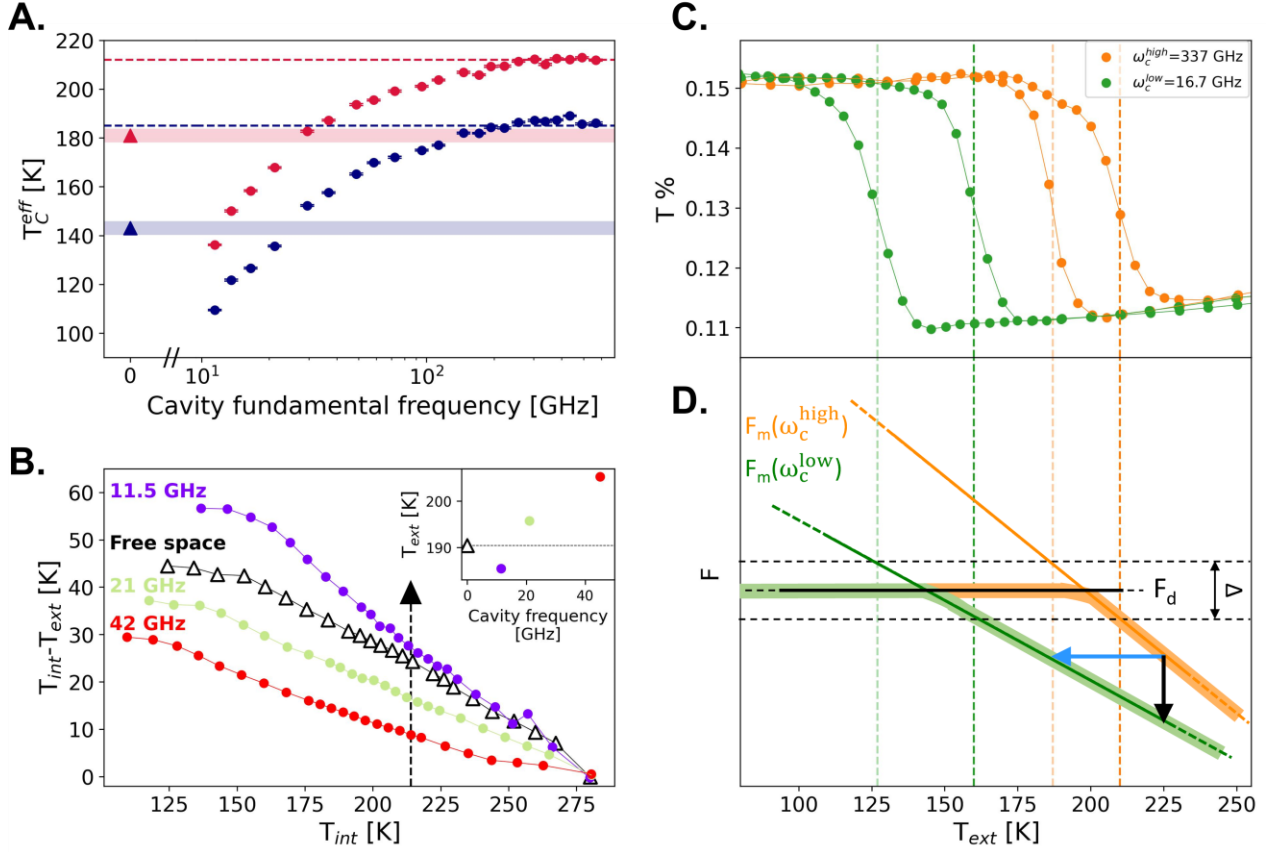 A.
220
200
180
160
140
120
100
T_C^eff [K]
0
10¹
10²
Cavity fundamental frequency [GHz]
B.
60
50
40
30
20
10
0
T_int-T_ext [K]
11.5 GHz
Free space
21 GHz
42 GHz
125
150
175
200
225
250
275
T_int [K]
200
190
T_ext [K]
0
20
40
Cavity frequency
[GHz]
C.
0.15
0.14
0.13
0.12
0.11
T %
ω_c^high=337 GHz
ω_c^low=16.7 GHz
D.
F_m(ω_c^high)
F_m(ω_c^low)
F
F_d
Δ
100
125
150
175
200
225
250
T_ext [K]